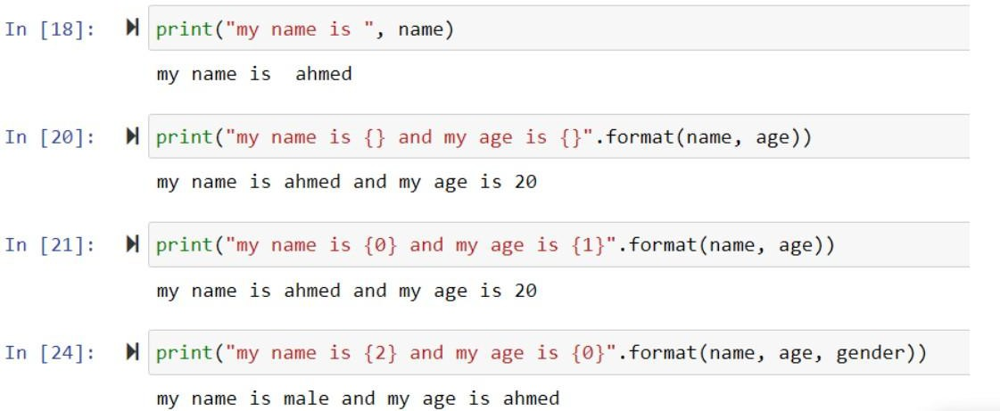 In [18]: print("my name is ", name)
my name is  ahmed
In [20]: print("my name is {} and my age is {}".format(name, age))
my name is ahmed and my age is 20
In [21]: print("my name is {0} and my age is {1}".format(name, age))
my name is ahmed and my age is 20
In [24]: print("my name is {2} and my age is {0}".format(name, age, gender))
my name is male and my age is ahmed